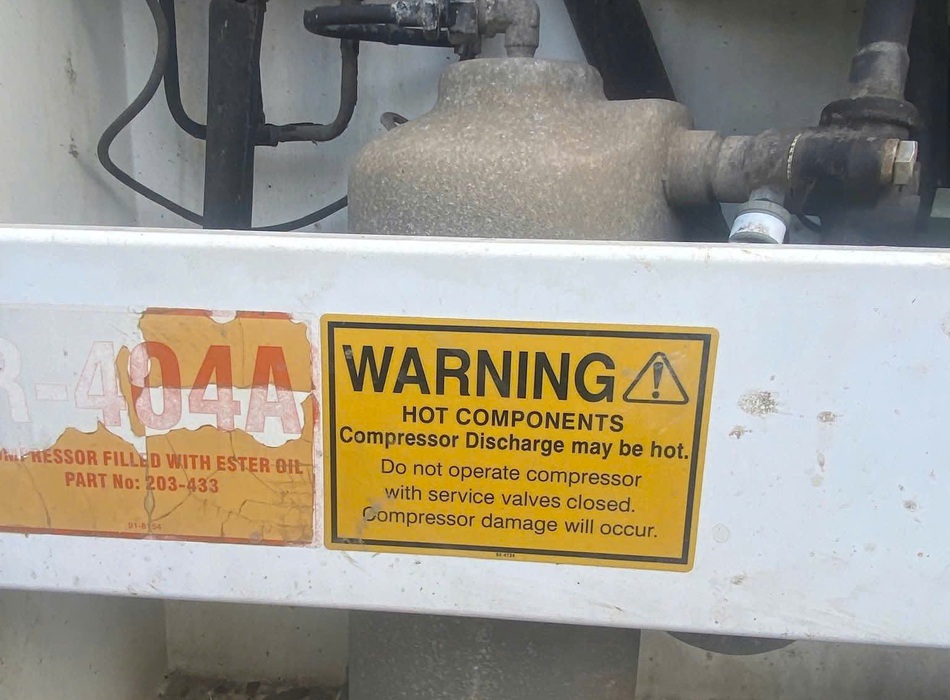 R-404A
COMPRESSOR FILLED WITH ESTER OIL
PART No: 203-433
WARNING
HOT COMPONENTS
Compressor Discharge may be hot.
Do not operate compressor
with service valves closed.
Compressor damage will occur.